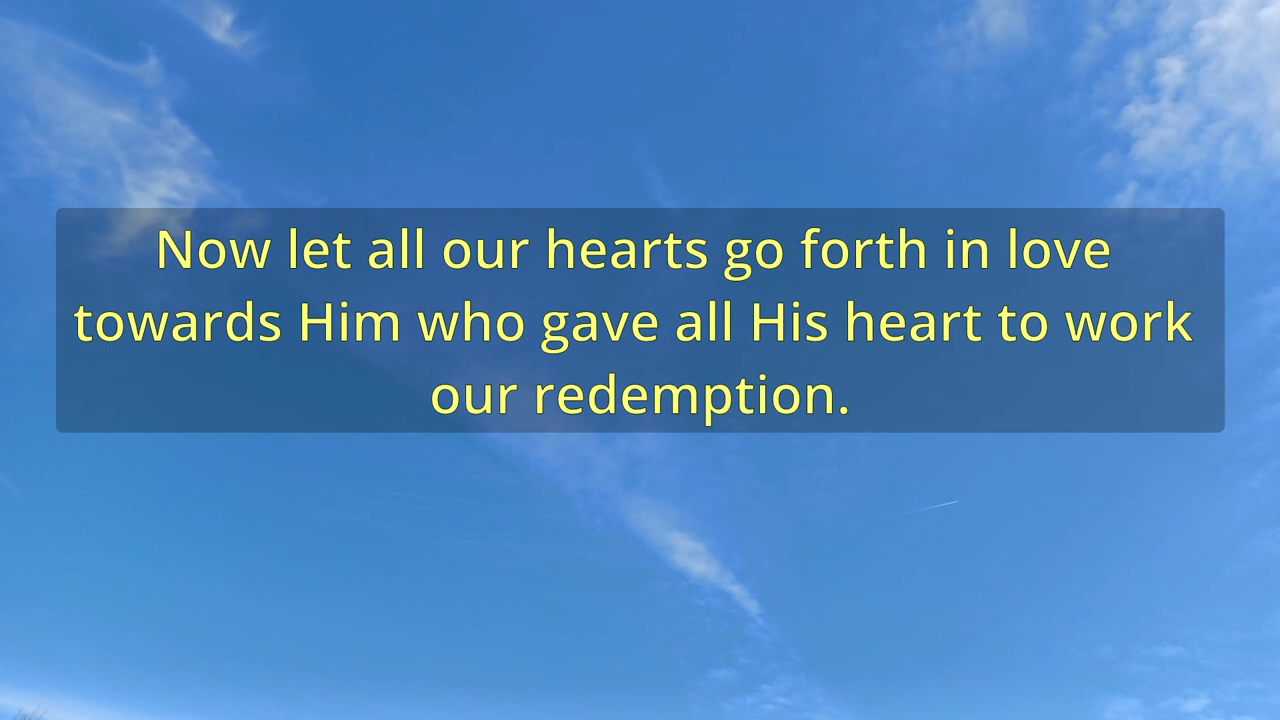 Now let all our hearts go forth in love
towards Him who gave all His heart to work
our redemption.